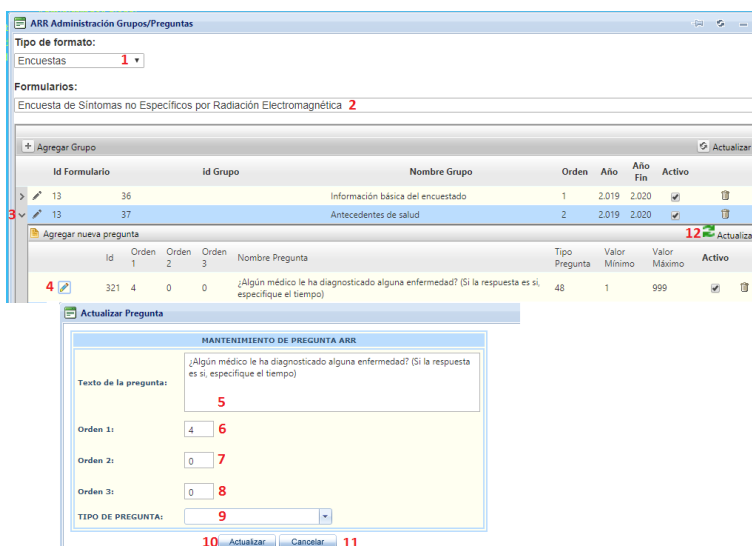 ARR Administración Grupos/Preguntas
Tipo de formato:
Encuestas 1
Formularios:
Encuesta de Síntomas no Específicos por Radiación Electromagnética 2
Agregar Grupo Actualizar
Id Formulario id Grupo Nombre Grupo Orden Año Año Fin Activo
13 36 Información básica del encuestado 1 2.019 2.020
3 13 37 Antecedentes de salud 2 2.019 2.020
Agregar nueva pregunta 12 Actualiza
Id Orden 1 Orden 2 Orden 3 Nombre Pregunta Tipo Pregunta Valor Mínimo Valor Máximo Activo
4 321 4 0 0 ¿Algún médico le ha diagnosticado alguna enfermedad? (Si la respuesta es si, especifique el tiempo) 48 1 999
Actualizar Pregunta
MANTENIMIENTO DE PREGUNTA ARR
Texto de la pregunta: ¿Algún médico le ha diagnosticado alguna enfermedad? (Si la respuesta
es si, especifique el tiempo)
5
Orden 1: 4 6
Orden 2: 0 7
Orden 3: 0 8
TIPO DE PREGUNTA: 9
10 Actualizar Cancelar 11